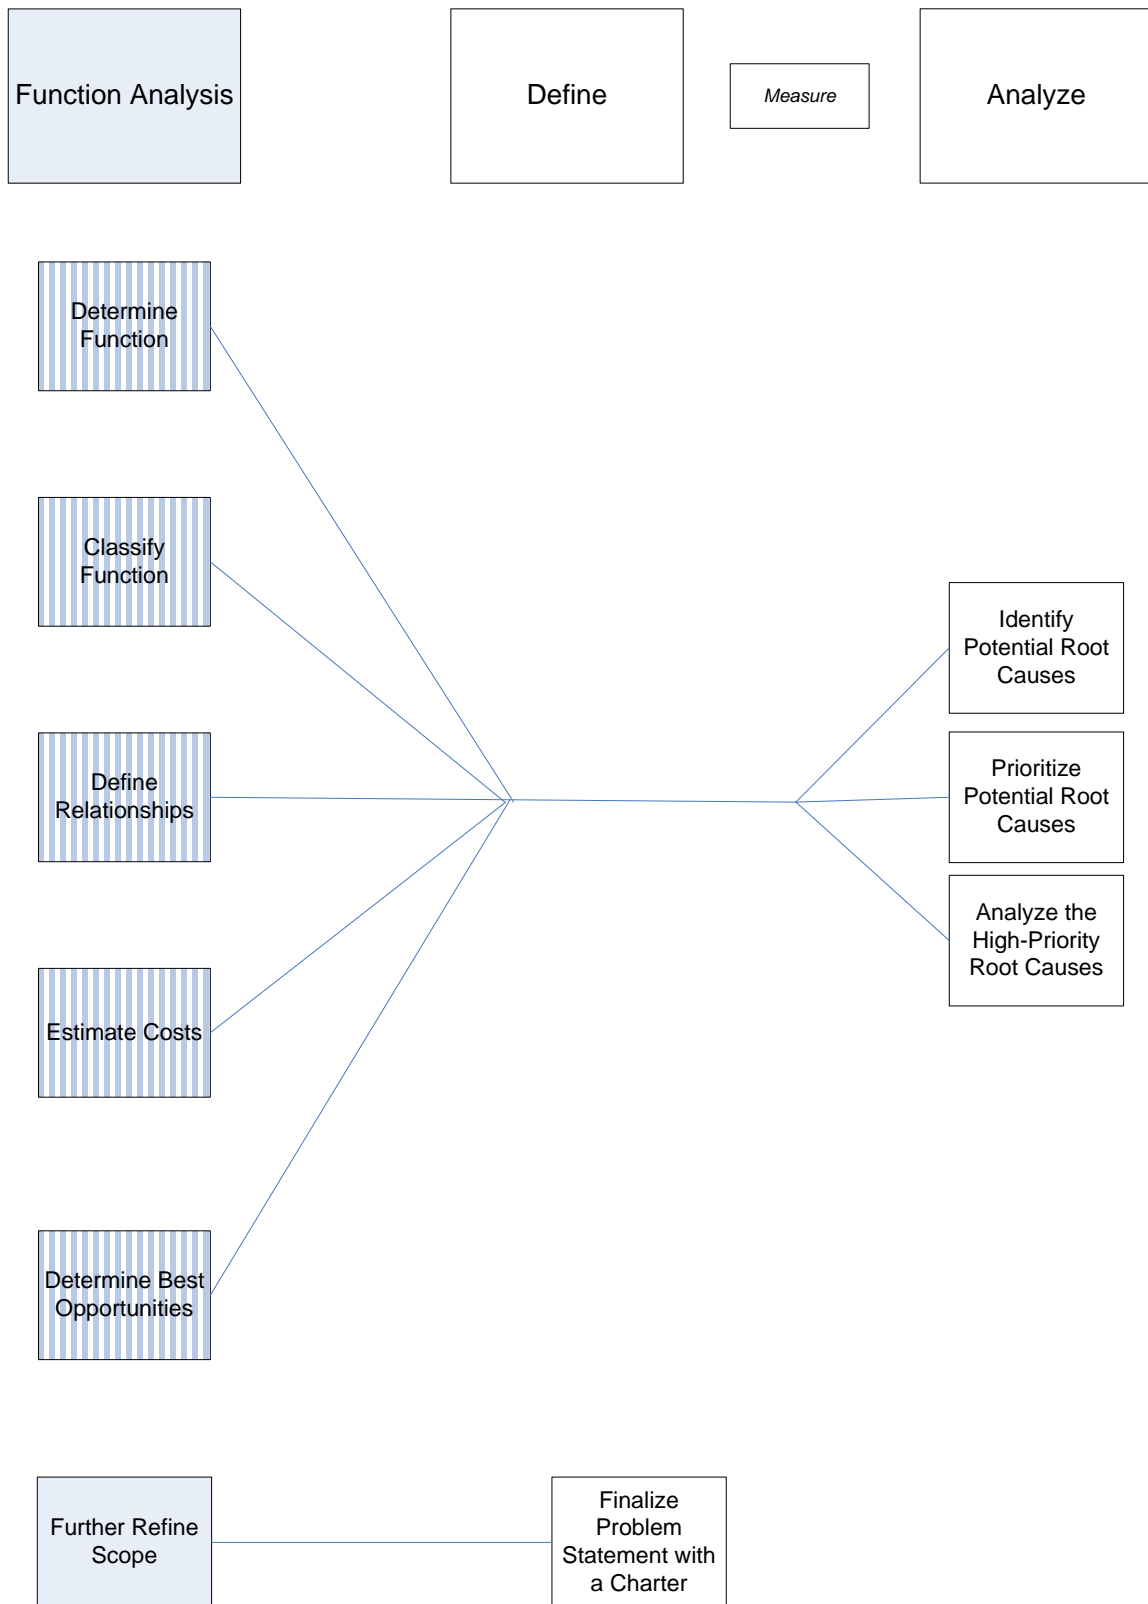 Function Analysis
Define
Measure
Analyze
Determine
Function
Classify
Function
Define
Relationships
Estimate Costs
Determine Best
Opportunities
Identify
Potential Root
Causes
Prioritize
Potential Root
Causes
Analyze the
High-Priority
Root Causes
Further Refine
Scope
Finalize
Problem
Statement with
a Charter